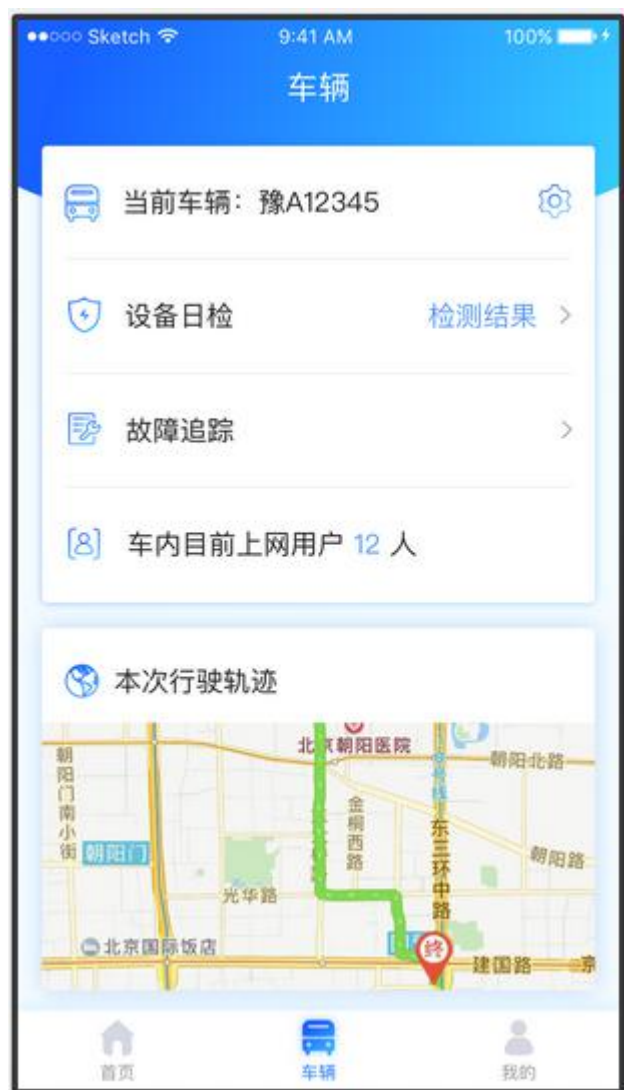 Sketch 9:41 AM 100%
车辆
当前车辆：豫A12345
设备日检 检测结果 >
故障追踪 >
车内目前上网用户 12 人
本次行驶轨迹
北京朝阳医院
朝阳北路
朝阳门南小街
金桐西路
东三环中路
朝阳门
朝阳路
光华路
北京国际饭店
终
建国路
京
首页 车辆 我的